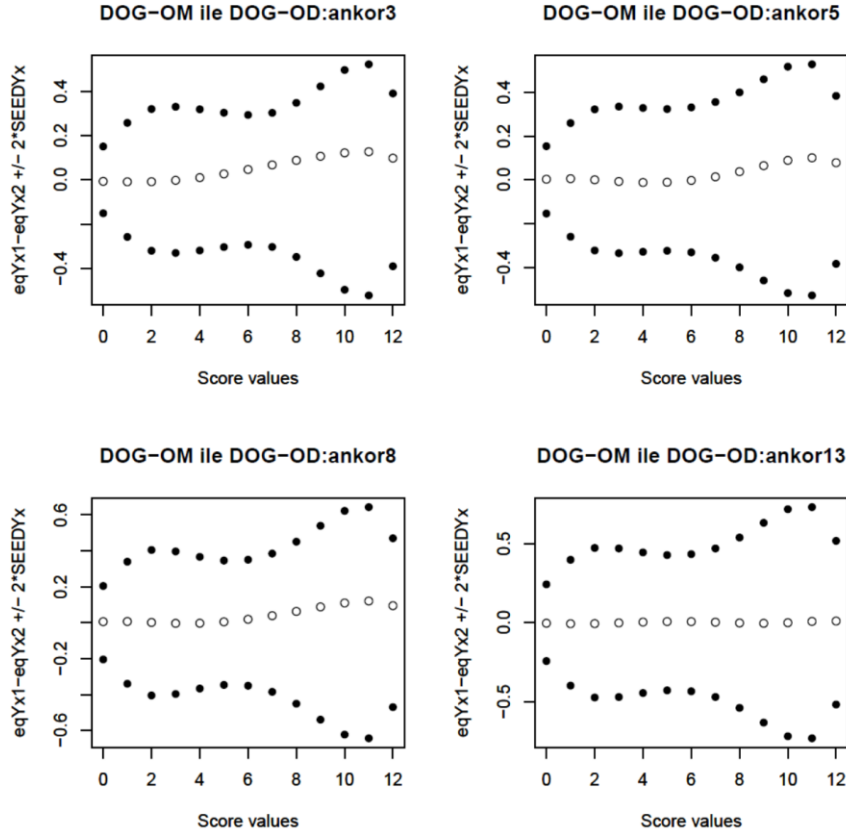 DOG−OM ile DOG−OD:ankor3
eqYx1−eqYx2 +/− 2*SEEDYx
0.4
0.2
0.0
−0.4
0 2 4 6 8 10 12
Score values
DOG−OM ile DOG−OD:ankor5
eqYx1−eqYx2 +/− 2*SEEDYx
0.4
0.2
0.0
−0.4
0 2 4 6 8 10 12
Score values
DOG−OM ile DOG−OD:ankor8
eqYx1−eqYx2 +/− 2*SEEDYx
0.6
0.2
−0.2
−0.6
0 2 4 6 8 10 12
Score values
DOG−OM ile DOG−OD:ankor13
eqYx1−eqYx2 +/− 2*SEEDYx
0.5
0.0
−0.5
0 2 4 6 8 10 12
Score values